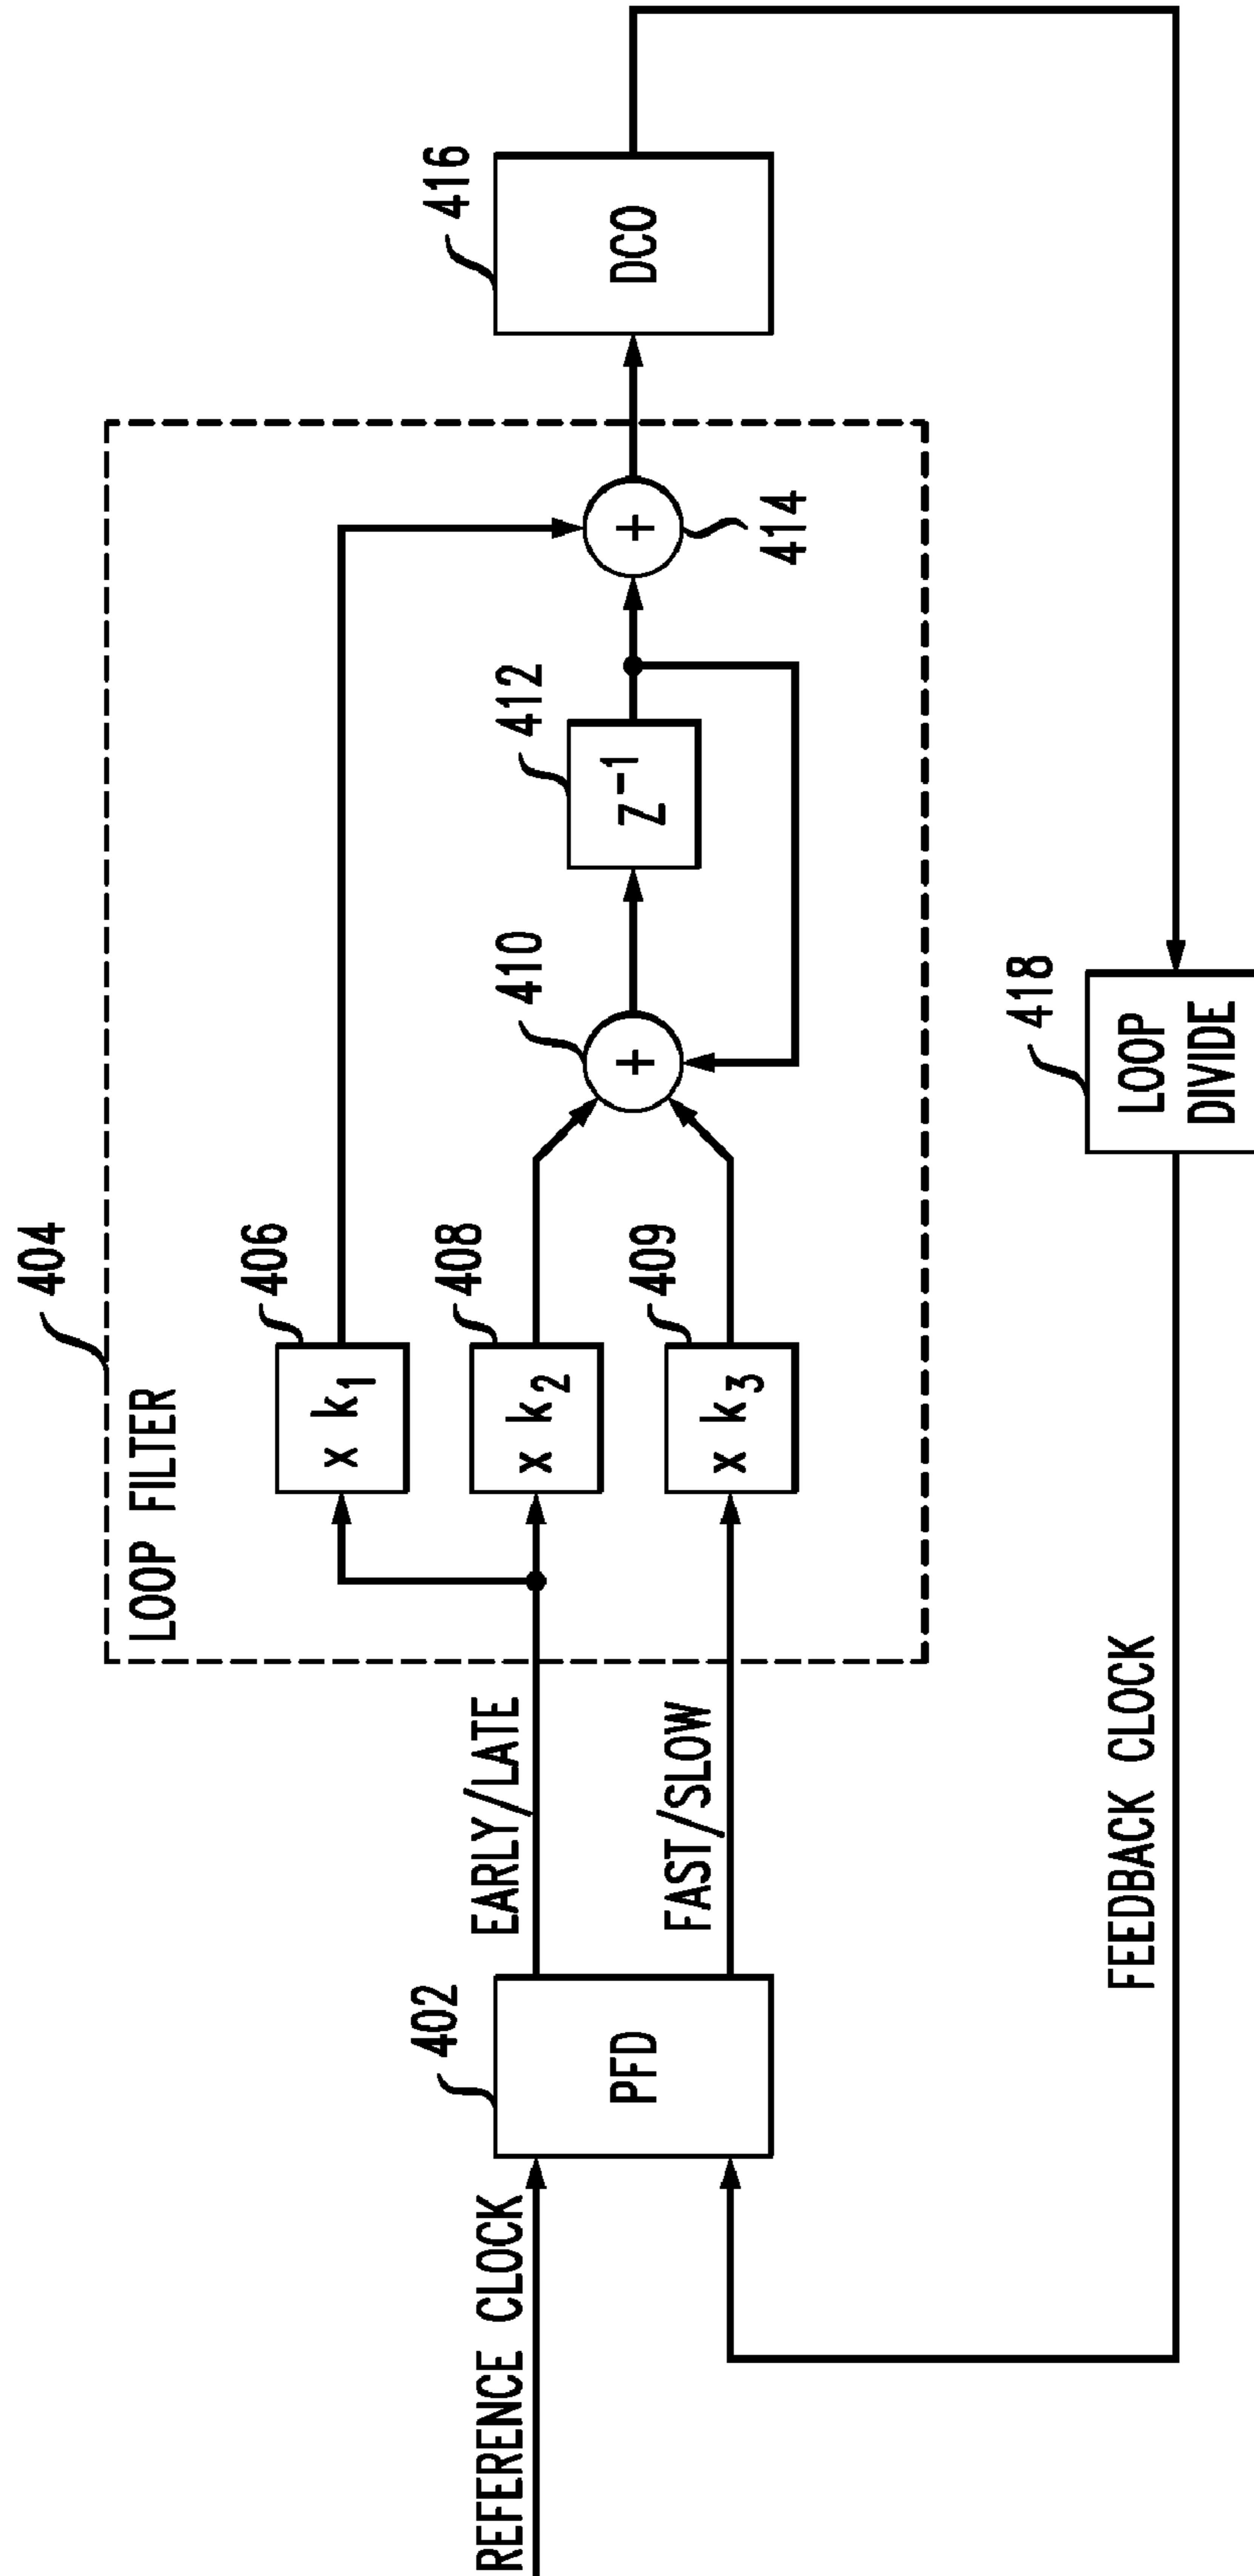 404
LOOP FILTER
406
x k₁
408
x k₂
409
x k₃
410
+
412
Z⁻¹
414
+
416
DCO
REFERENCE CLOCK
402
PFD
EARLY/LATE
FAST/SLOW
418
LOOP
DIVIDE
FEEDBACK CLOCK